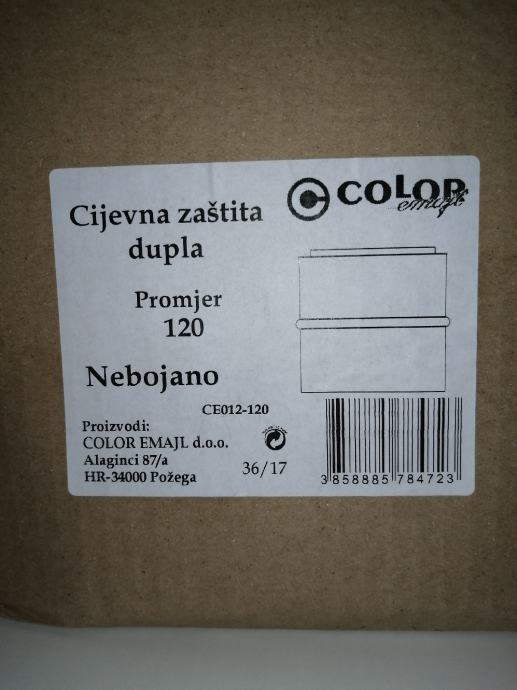 Cijevna zaštita
dupla
COLOR
emajl
Promjer
120
Nebojano
CE012-120
Proizvodi:
COLOR EMAJL d.o.o.
Alaginci 87/a
HR-34000 Požega
36/17
3858885784723